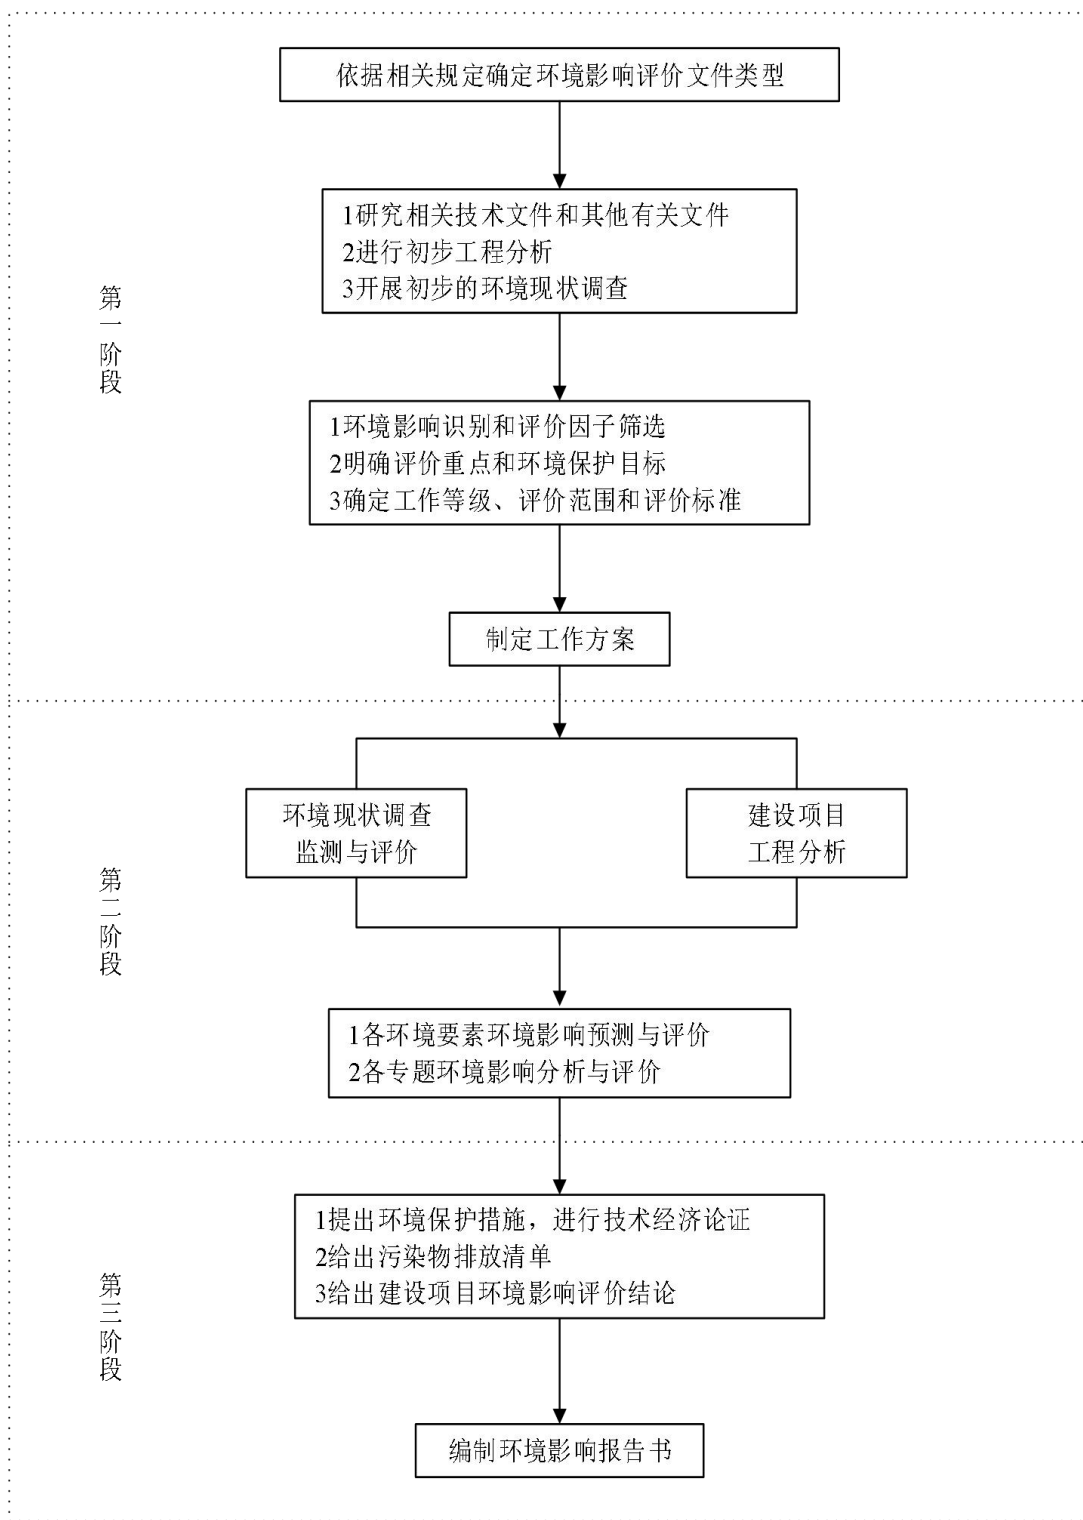 依据相关规定确定环境影响评价文件类型
1研究相关技术文件和其他有关文件
2进行初步工程分析
3开展初步的环境现状调查
第一阶段
1环境影响识别和评价因子筛选
2明确评价重点和环境保护目标
3确定工作等级、评价范围和评价标准
制定工作方案
环境现状调查
监测与评价
建设项目
工程分析
第二阶段
1各环境要素环境影响预测与评价
2各专题环境影响分析与评价
1提出环境保护措施，进行技术经济论证
2给出污染物排放清单
3给出建设项目环境影响评价结论
第三阶段
编制环境影响报告书